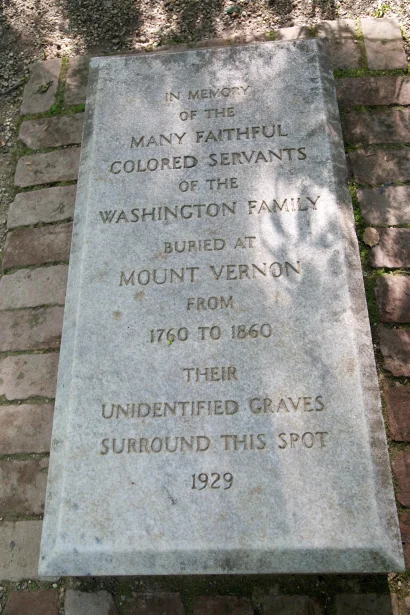 IN MEMORY
OF THE
MANY FAITHFUL
COLORED SERVANTS
OF THE
WASHINGTON FAMILY
BURIED AT
MOUNT VERNON
FROM
1760 TO 1860
THEIR
UNIDENTIFIED GRAVES
SURROUND THIS SPOT
1929